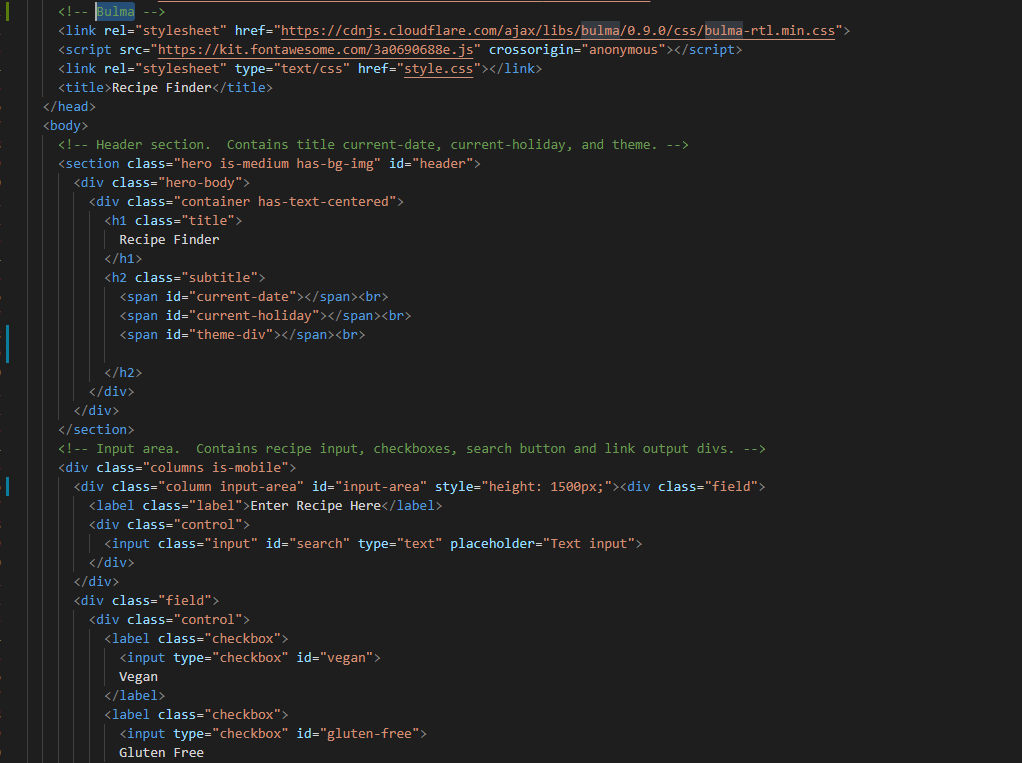 <!-- Bulma -->
<link rel="stylesheet" href="https://cdnjs.cloudflare.com/ajax/libs/bulma/0.9.0/css/bulma-rtl.min.css">
<script src="https://kit.fontawesome.com/3a0690688e.js" crossorigin="anonymous"></script>
<link rel="stylesheet" type="text/css" href="style.css"></link>
<title>Recipe Finder</title>
</head>
<body>
<!-- Header section.  Contains title current-date, current-holiday, and theme. -->
<section class="hero is-medium has-bg-img" id="header">
<div class="hero-body">
<div class="container has-text-centered">
<h1 class="title">
Recipe Finder
</h1>
<h2 class="subtitle">
<span id="current-date"></span><br>
<span id="current-holiday"></span><br>
<span id="theme-div"></span><br>
</h2>
</div>
</div>
</section>
<!-- Input area.  Contains recipe input, checkboxes, search button and link output divs. -->
<div class="columns is-mobile">
<div class="column input-area" id="input-area" style="height: 1500px;"><div class="field">
<label class="label">Enter Recipe Here</label>
<div class="control">
<input class="input" id="search" type="text" placeholder="Text input">
</div>
</div>
<div class="field">
<div class="control">
<label class="checkbox">
<input type="checkbox" id="vegan">
Vegan
</label>
<label class="checkbox">
<input type="checkbox" id="gluten-free">
Gluten Free